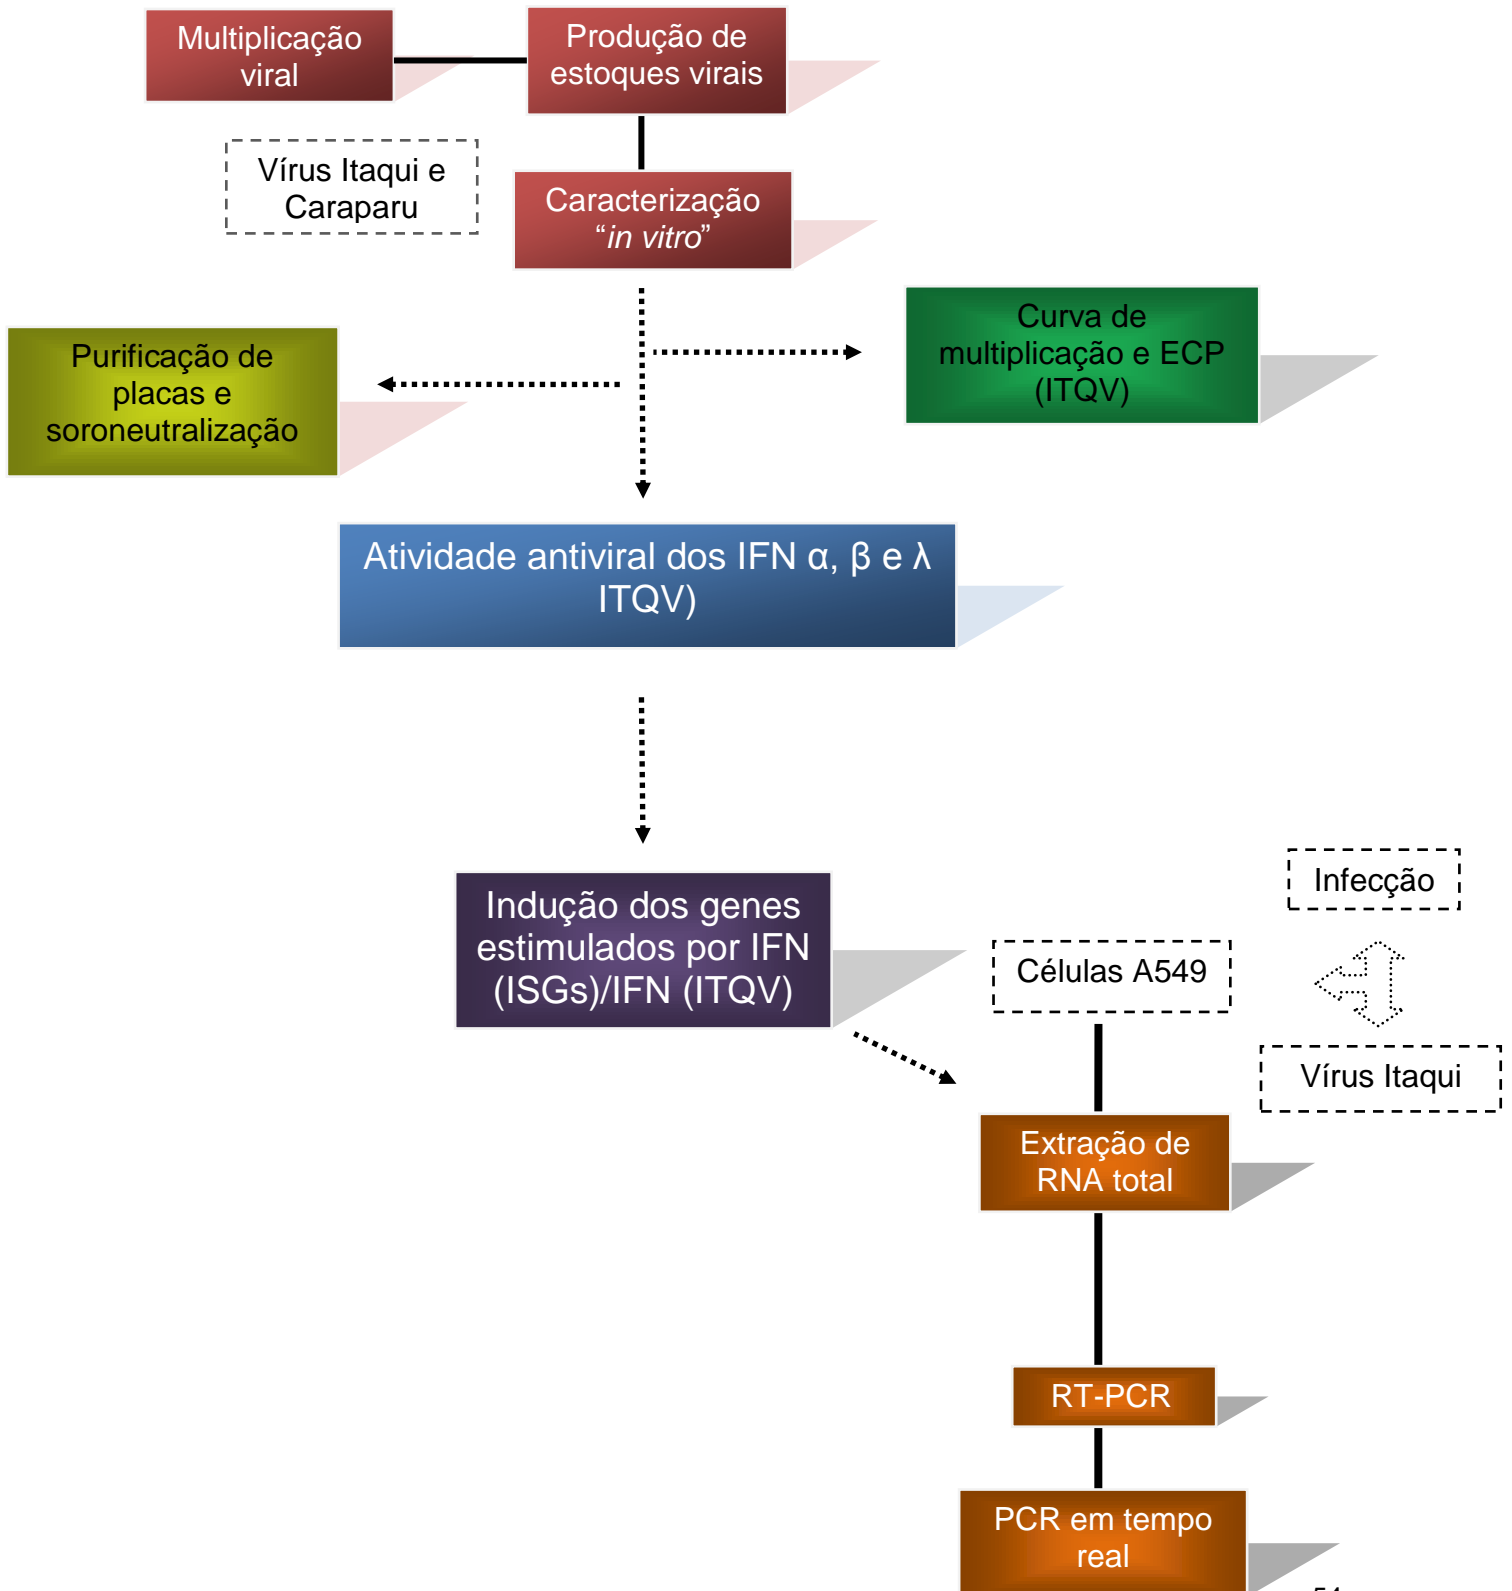 Multiplicação
viral
Produção de
estoques virais
Vírus Itaqui e
Caraparu
Caracterização
“in vitro”
Curva de
multiplicação e ECP
(ITQV)
Purificação de
placas e
soroneutralização
Atividade antiviral dos IFN α, β e λ
ITQV)
Indução dos genes
estimulados por IFN
(ISGs)/IFN (ITQV)
Infecção
Células A549
Vírus Itaqui
Extração de
RNA total
RT-PCR
PCR em tempo
real